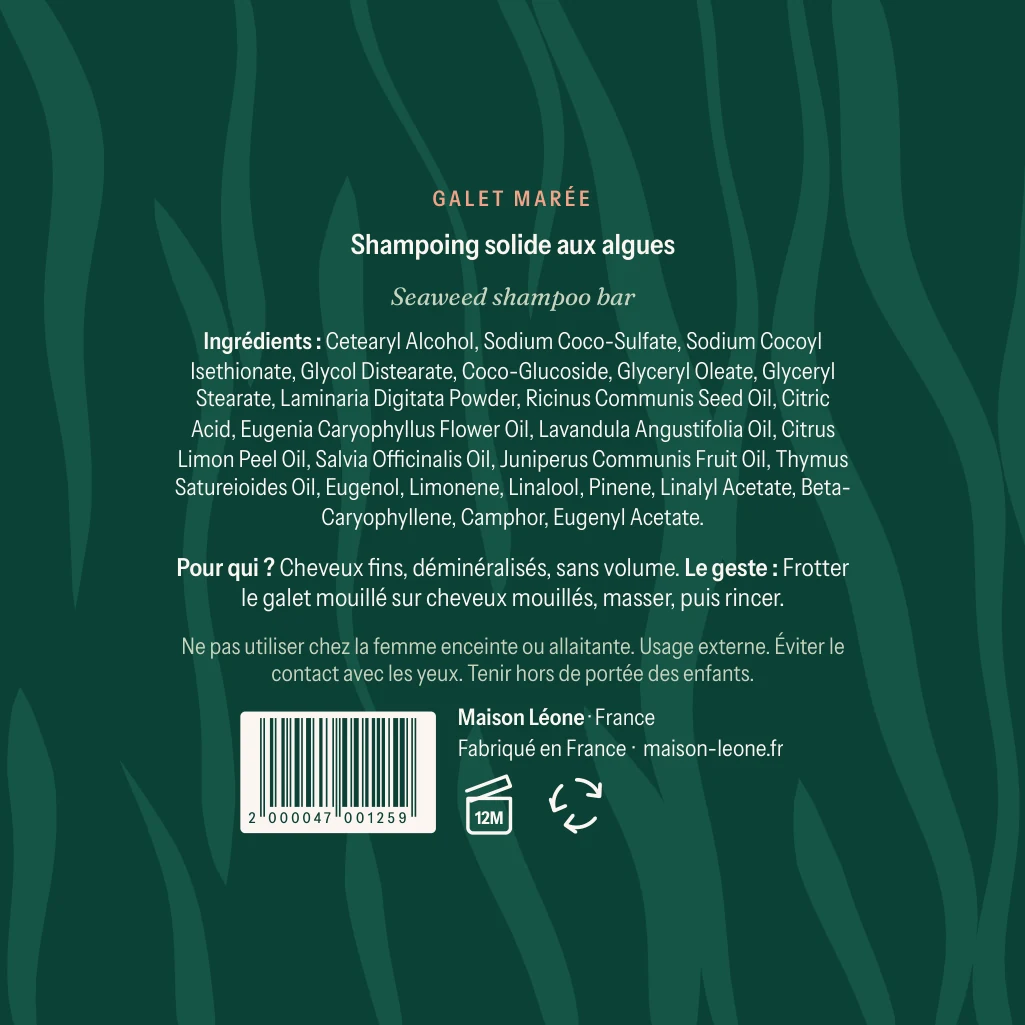 GALET MARÉE
Shampoing solide aux algues
Seaweed shampoo bar
Ingrédients : Cetearyl Alcohol, Sodium Coco-Sulfate, Sodium Cocoyl
Isethionate, Glycol Distearate, Coco-Glucoside, Glyceryl Oleate, Glyceryl
Stearate, Laminaria Digitata Powder, Ricinus Communis Seed Oil, Citric
Acid, Eugenia Caryophyllus Flower Oil, Lavandula Angustifolia Oil, Citrus
Limon Peel Oil, Salvia Officinalis Oil, Juniperus Communis Fruit Oil, Thymus
Satureioides Oil, Eugenol, Limonene, Linalool, Pinene, Linalyl Acetate, Beta-
Caryophyllene, Camphor, Eugenyl Acetate.
Pour qui ? Cheveux fins, déminéralisés, sans volume. Le geste : Frotter
le galet mouillé sur cheveux mouillés, masser, puis rincer.
Ne pas utiliser chez la femme enceinte ou allaitante. Usage externe. Éviter le
contact avec les yeux. Tenir hors de portée des enfants.
Maison Léone · France
Fabriqué en France · maison-leone.fr
2 000047 001259
12M